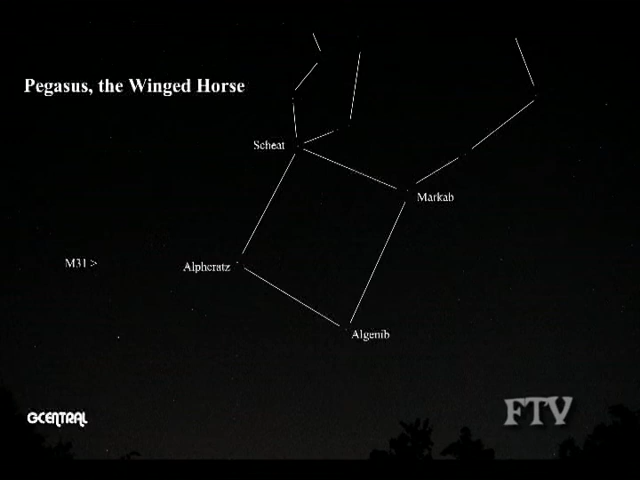 Pegasus, the Winged Horse
Scheat
Markab
M31 >
Alpheratz
Algenib
GCENTRAL
FTV